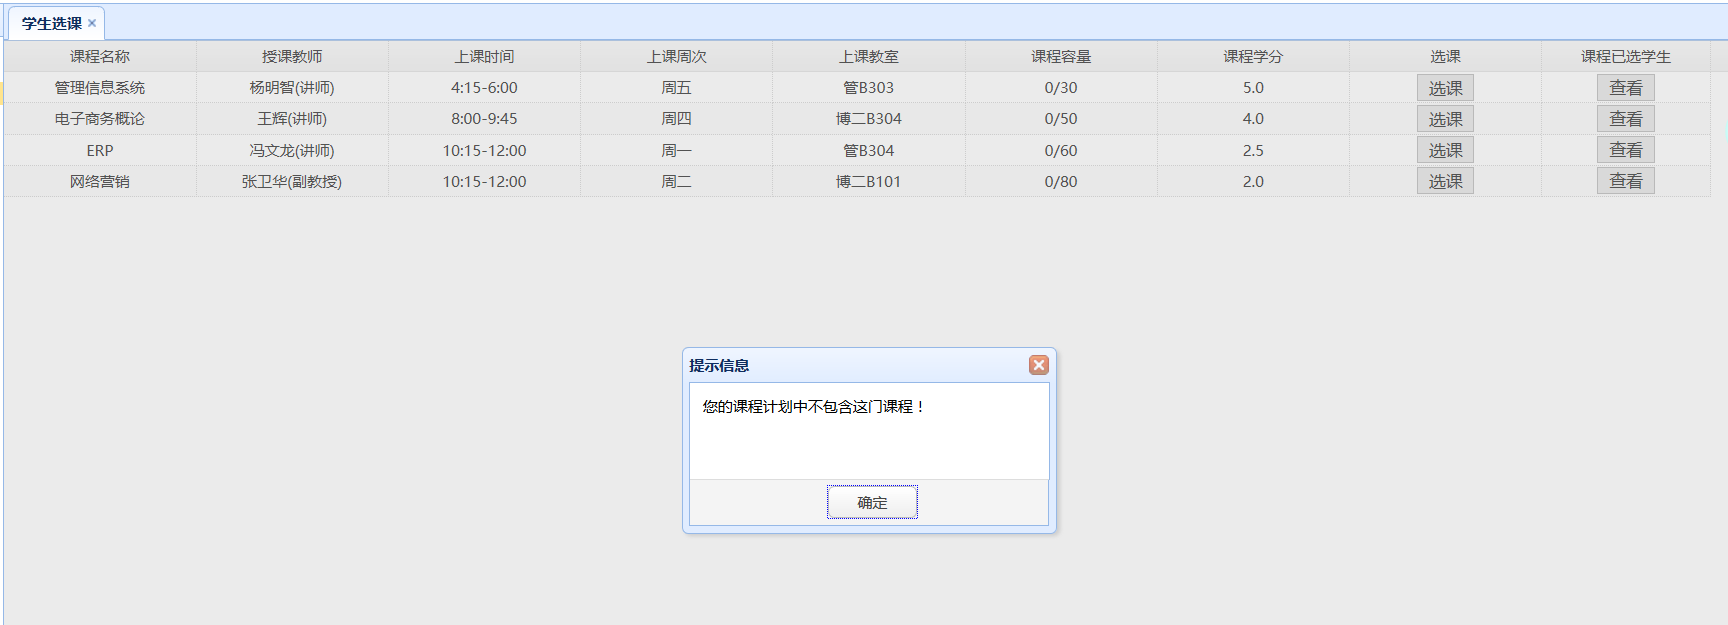 学生选课
课程名称 授课教师 上课时间 上课周次 上课教室 课程容量 课程学分 选课 课程已选学生
管理信息系统 杨明智(讲师) 4:15-6:00 周五 管B303 0/30 5.0 选课 查看
电子商务概论 王辉(讲师) 8:00-9:45 周四 博二B304 0/50 4.0 选课 查看
ERP 冯文龙(讲师) 10:15-12:00 周一 管B304 0/60 2.5 选课 查看
网络营销 张卫华(副教授) 10:15-12:00 周二 博二B101 0/80 2.0 选课 查看
提示信息
您的课程计划中不包含这门课程！
确定